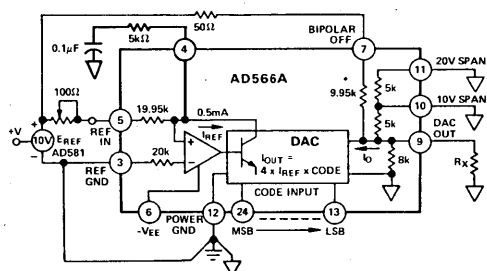 50Ω
BIPOLAR OFF
5kΩ
0.1μF
4
7
AD566A
11
20V SPAN
100Ω
9.95k
5k
10
10V SPAN
+V
10V
EREF
AD581
REF IN
5
19.95k
0.5mA
IREF
5k
DAC OUT
9
DAC
IOUT =
4 × IREF × CODE
IO
8k
RX
REF GND
3
20k
CODE INPUT
6
-VEE
POWER GND
12
24
MSB
13
LSB